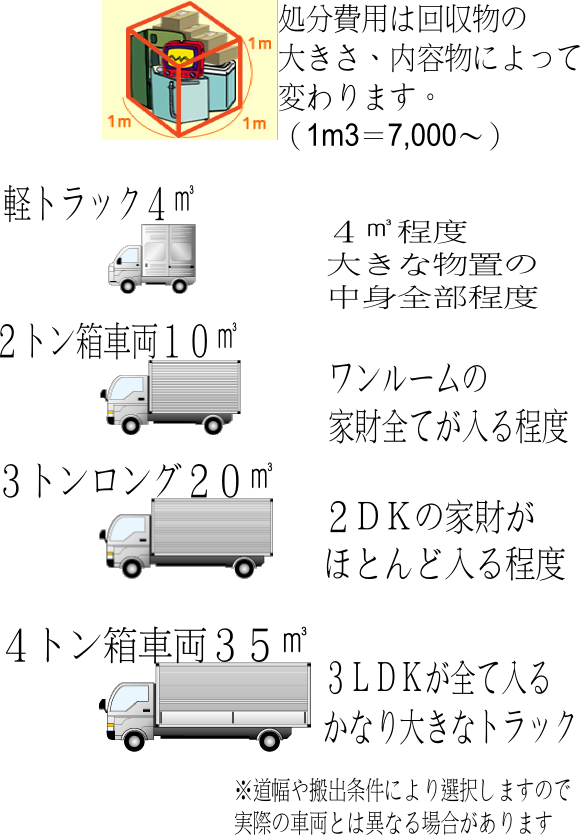 処分費用は回収物の
大きさ、内容物によって
変わります。
（1m3＝7,000～）
1m
1m
1m
軽トラック４㎥
４㎥程度
大きな物置の
中身全部程度
２トン箱車両１０㎥
ワンルームの
家財全てが入る程度
３トンロング２０㎥
２ＤＫの家財が
ほとんど入る程度
４トン箱車両３５㎥
３ＬＤＫが全て入る
かなり大きなトラック
※道幅や搬出条件により選択しますので
実際の車両とは異なる場合があります